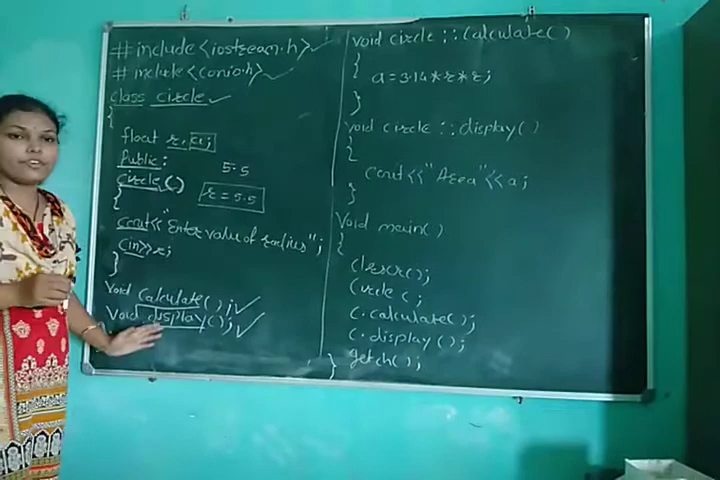 #include<iostream.h>
#include<conio.h>
class circle
{
float r,a;
Public:
circle()
{
cout<<"Enter value of radius";
cin>>r;
}
void calculate();
void display();
5.5
r=5.5
void circle::calculate()
{
a=3.14*r*r;
}
void circle::display()
{
cout<<"Area"<<a;
}
Void main()
{
clrscr();
Circle c;
c.calculate();
c.display();
getch();
}